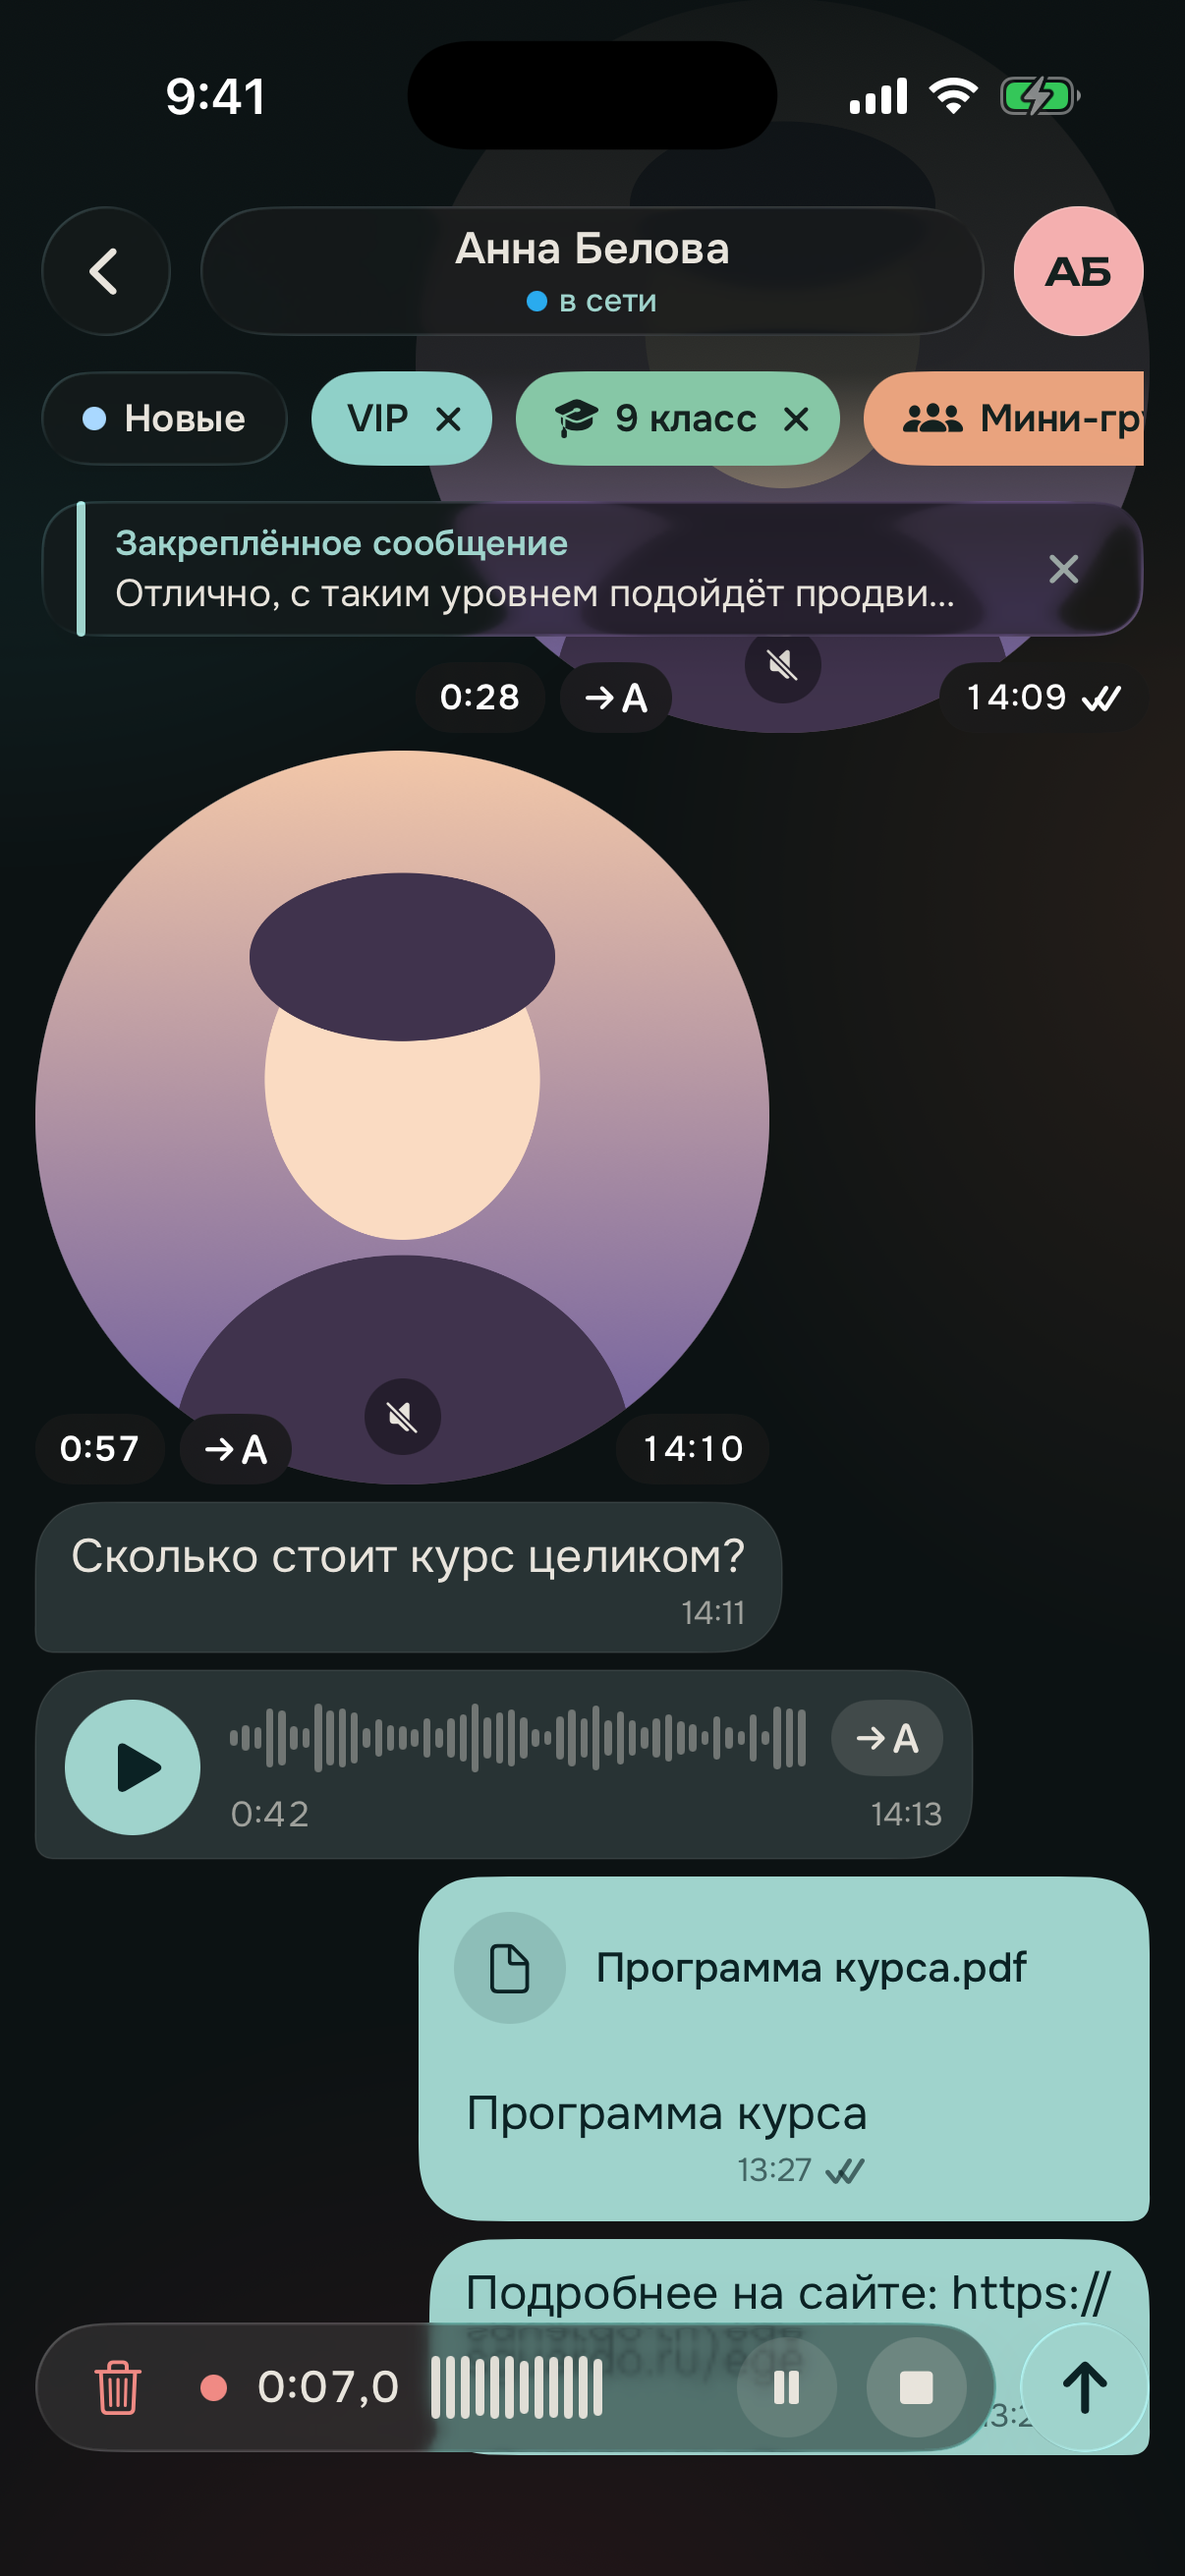 9:41
Анна Белова
в сети
АБ
Новые
VIP
9 класс
Мини-гру
Закреплённое сообщение
Отлично, с таким уровнем подойдёт продви...
0:28
→A
14:09
0:57
→A
14:10
Сколько стоит курс целиком?
14:11
→A
0:42
14:13
Программа курса.pdf
Программа курса
13:27
Подробнее на сайте: https://
0:07,0